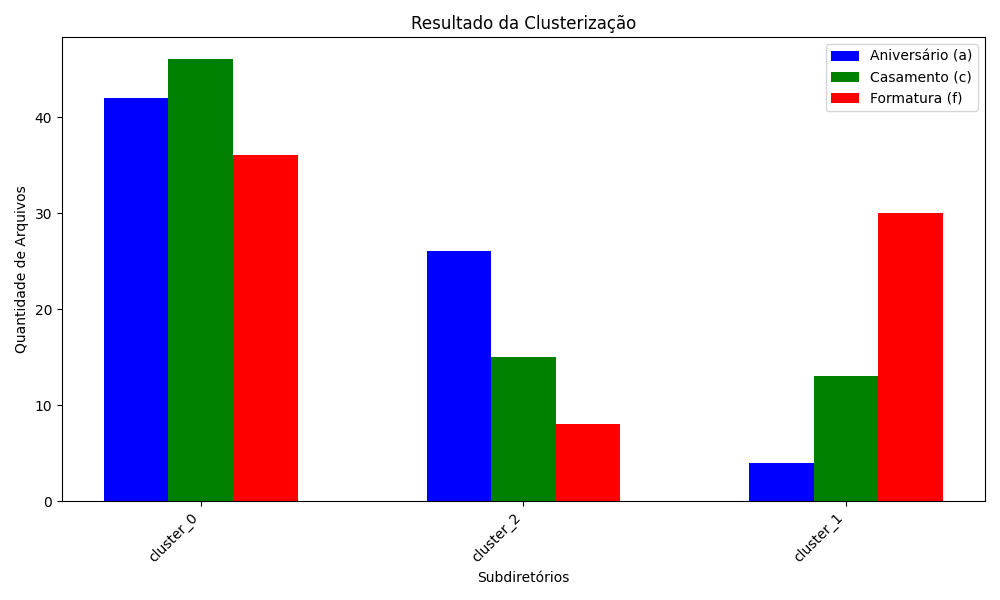 Resultado da Clusterização
Aniversário (a)
Casamento (c)
Formatura (f)
Quantidade de Arquivos
40
30
20
10
0
cluster_0
cluster_2
cluster_1
Subdiretórios